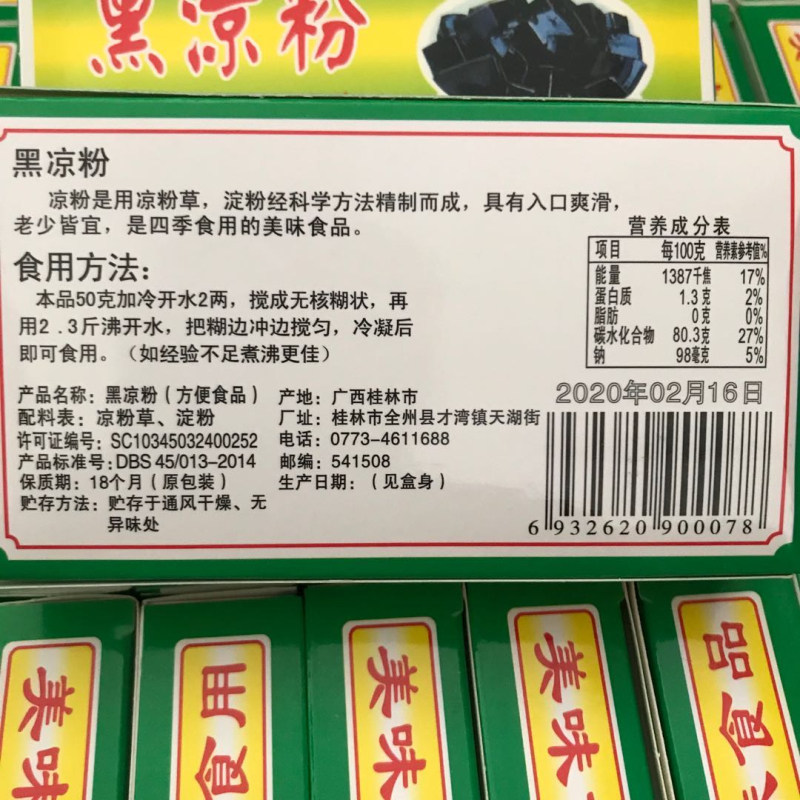 黑凉粉
黑凉粉
凉粉是用凉粉草，淀粉经科学方法精制而成，具有入口爽滑，
老少皆宜，是四季食用的美味食品。
食用方法：
本品50克加冷开水2两，搅成无核糊状，再
用2.3斤沸开水，把糊边冲边搅匀，冷凝后
即可食用。（如经验不足煮沸更佳）
营养成分表
项目 每100克 营养素参考值%
能量 1387千焦 17%
蛋白质 1.3克 2%
脂肪 0克 0%
碳水化合物 80.3克 27%
钠 98毫克 5%
产品名称：黑凉粉（方便食品）
配料表：凉粉草、淀粉
许可证编号：SC10345032400252
产品标准号：DBS 45/013-2014
保质期：18个月（原包装）
贮存方法：贮存于通风干燥、无
异味处
产地：广西桂林市
厂址：桂林市全州县才湾镇天湖街
电话：0773-4611688
邮编：541508
生产日期：（见盒身）
2020年02月16日
6 932620 900078
美味
食用
美味
美味
品食